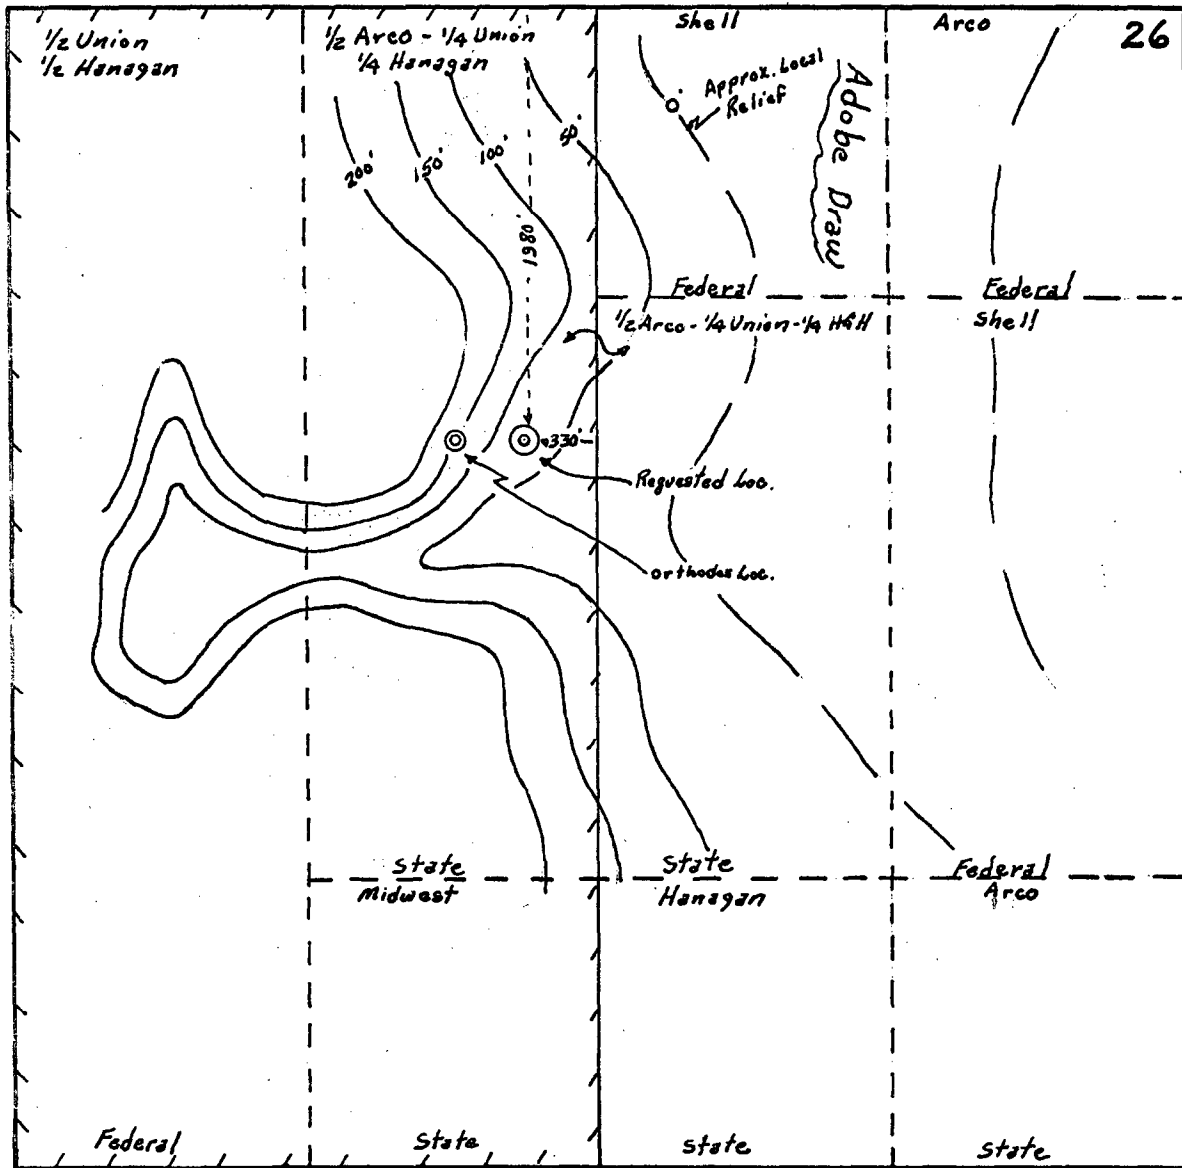 1/2 Union
1/2 Hanagan
1/2 Arco - 1/4 Union
1/4 Hanagan
Shell
Arco
26
Approx. Local
Relief
0'
Adobe Draw
200'
150'
100'
50'
1980'
Federal
Federal
1/2 Arco - 1/4 Union - 1/4 H&H
Shell
330'
Requested Loc.
Orthodox Loc.
State
Midwest
State
Hanagan
Federal
Arco
Federal
State
State
State